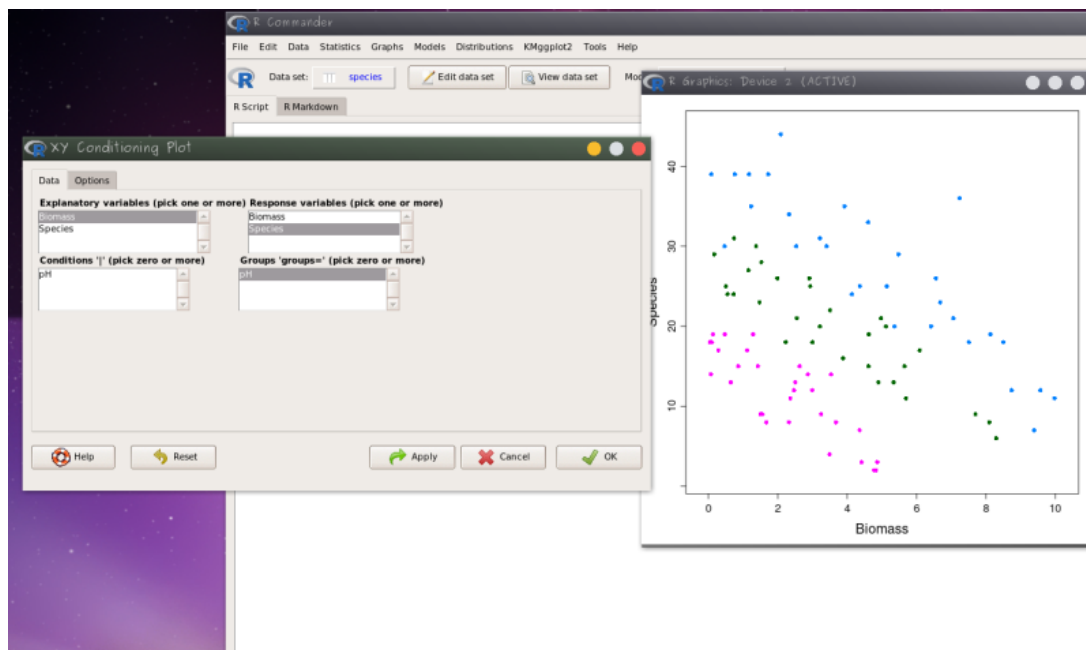 R Commander
File Edit Data Statistics Graphs Models Distributions KMggplot2 Tools Help
Data set: species Edit data set View data set Mo
R Script R Markdown
R Graphics: Device 2 (ACTIVE)
XY Conditioning Plot
Data Options
Explanatory variables (pick one or more) Response variables (pick one or more)
Biomass Biomass
Species Species
Conditions '|' (pick zero or more) Groups 'groups=' (pick zero or more)
pH pH
Help Reset Apply Cancel OK
Species
40
30
20
10
0 2 4 6 8 10
Biomass